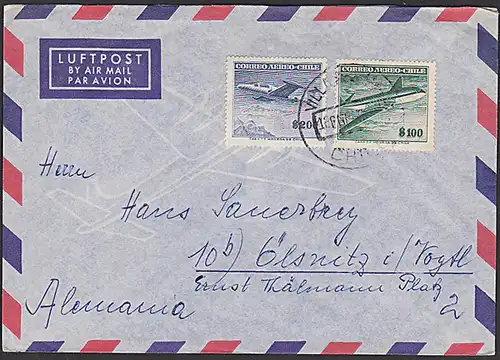 LUFTPOST
BY AIR MAIL
PAR AVION
CORREO AEREO-CHILE
$200
CORREO AEREO-CHILE
$100
Herrn
Hans Sauerbrey
10b) Ölsnitz i/Vogtl
Ernst Thälmann Platz
2
Alemania